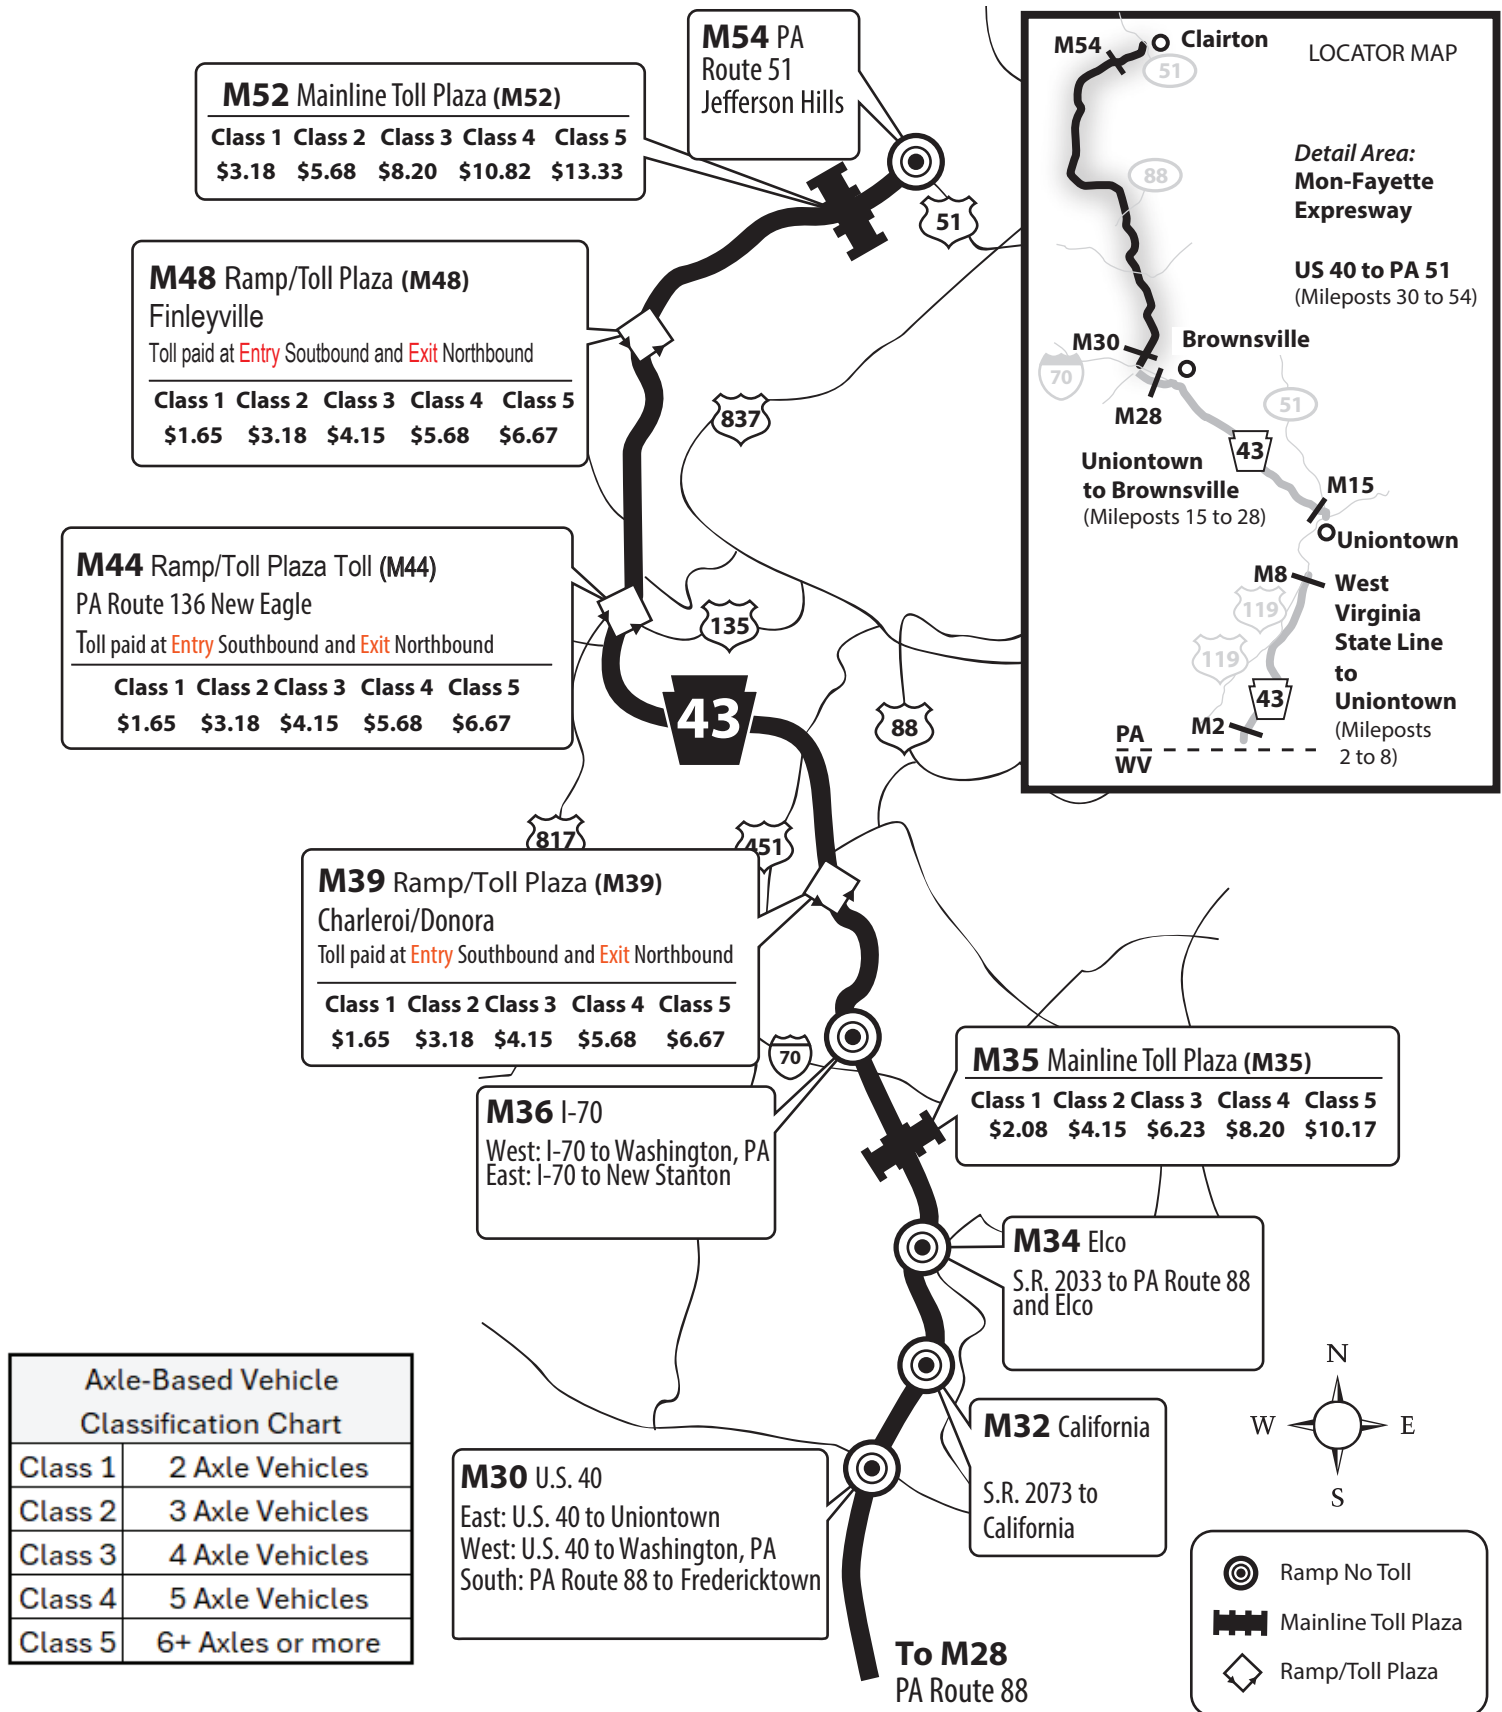 M54 PA
Route 51
Jefferson Hills
M52 Mainline Toll Plaza (M52)
Class 1 Class 2 Class 3 Class 4 Class 5
$3.18 $5.68 $8.20 $10.82 $13.33
51
M48 Ramp/Toll Plaza (M48)
Finleyville
Toll paid at Entry Soutbound and Exit Northbound
Class 1 Class 2 Class 3 Class 4 Class 5
$1.65 $3.18 $4.15 $5.68 $6.67
837
M44 Ramp/Toll Plaza Toll (M44)
PA Route 136 New Eagle
Toll paid at Entry Southbound and Exit Northbound
Class 1 Class 2 Class 3 Class 4 Class 5
$1.65 $3.18 $4.15 $5.68 $6.67
135
43
88
817
451
M39 Ramp/Toll Plaza (M39)
Charleroi/Donora
Toll paid at Entry Southbound and Exit Northbound
Class 1 Class 2 Class 3 Class 4 Class 5
$1.65 $3.18 $4.15 $5.68 $6.67
70
M36 I-70
West: I-70 to Washington, PA
East: I-70 to New Stanton
M35 Mainline Toll Plaza (M35)
Class 1 Class 2 Class 3 Class 4 Class 5
$2.08 $4.15 $6.23 $8.20 $10.17
M34 Elco
S.R. 2033 to PA Route 88
and Elco
M32 California
S.R. 2073 to
California
M30 U.S. 40
East: U.S. 40 to Uniontown
West: U.S. 40 to Washington, PA
South: PA Route 88 to Fredericktown
To M28
PA Route 88
LOCATOR MAP
M54
Clairton
51
Detail Area:
Mon-Fayette
Expresway
US 40 to PA 51
(Mileposts 30 to 54)
88
M30
Brownsville
70
M28
51
43
Uniontown
to Brownsville
(Mileposts 15 to 28)
M15
Uniontown
M8
119
119
West
Virginia
State Line
to
Uniontown
(Mileposts
2 to 8)
43
M2
PA
WV
Axle-Based Vehicle
Classification Chart
Class 1 2 Axle Vehicles
Class 2 3 Axle Vehicles
Class 3 4 Axle Vehicles
Class 4 5 Axle Vehicles
Class 5 6+ Axles or more
N
W E
S
Ramp No Toll
Mainline Toll Plaza
Ramp/Toll Plaza